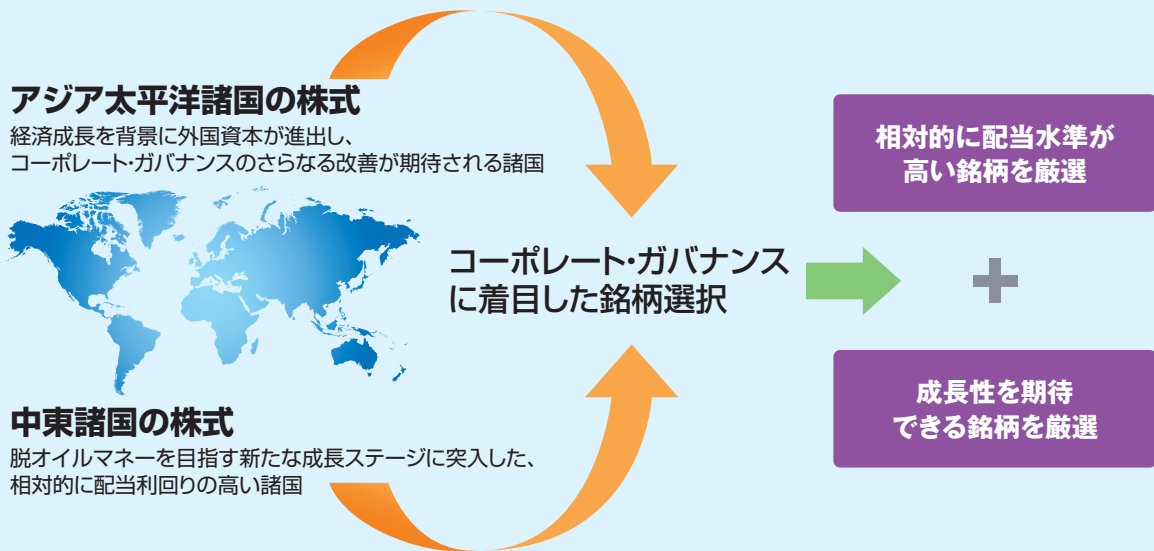 アジア太平洋諸国の株式
経済成長を背景に外国資本が進出し、
コーポレート・ガバナンスのさらなる改善が期待される諸国
コーポレート・ガバナンス
に着目した銘柄選択
中東諸国の株式
脱オイルマネーを目指す新たな成長ステージに突入した、
相対的に配当利回りの高い諸国
相対的に配当水準が
高い銘柄を厳選
成長性を期待
できる銘柄を厳選